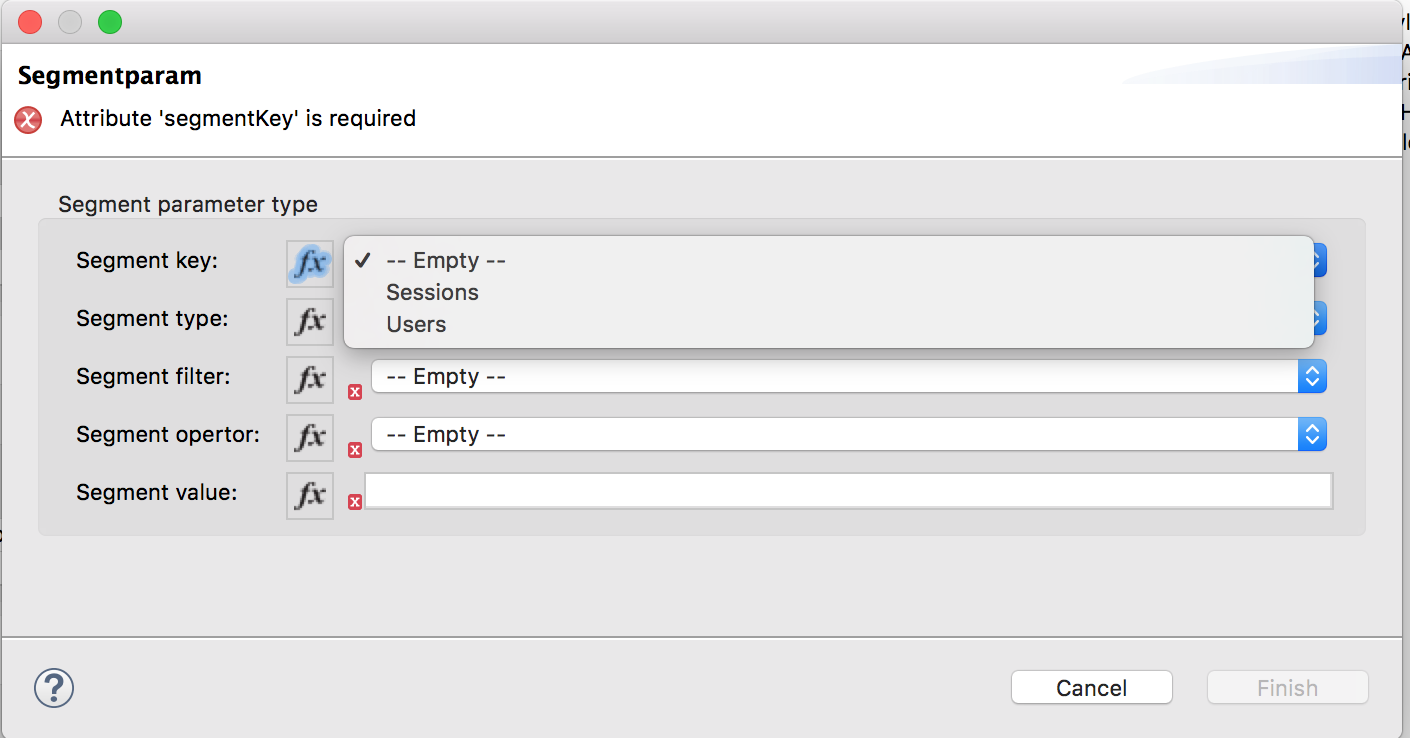 Segmentparam
Attribute 'segmentKey' is required
Segment parameter type
Segment key: fx ✓ -- Empty --
Sessions
Segment type: fx
Users
Segment filter: fx -- Empty --
Segment opertor: fx -- Empty --
Segment value: fx
? Cancel Finish